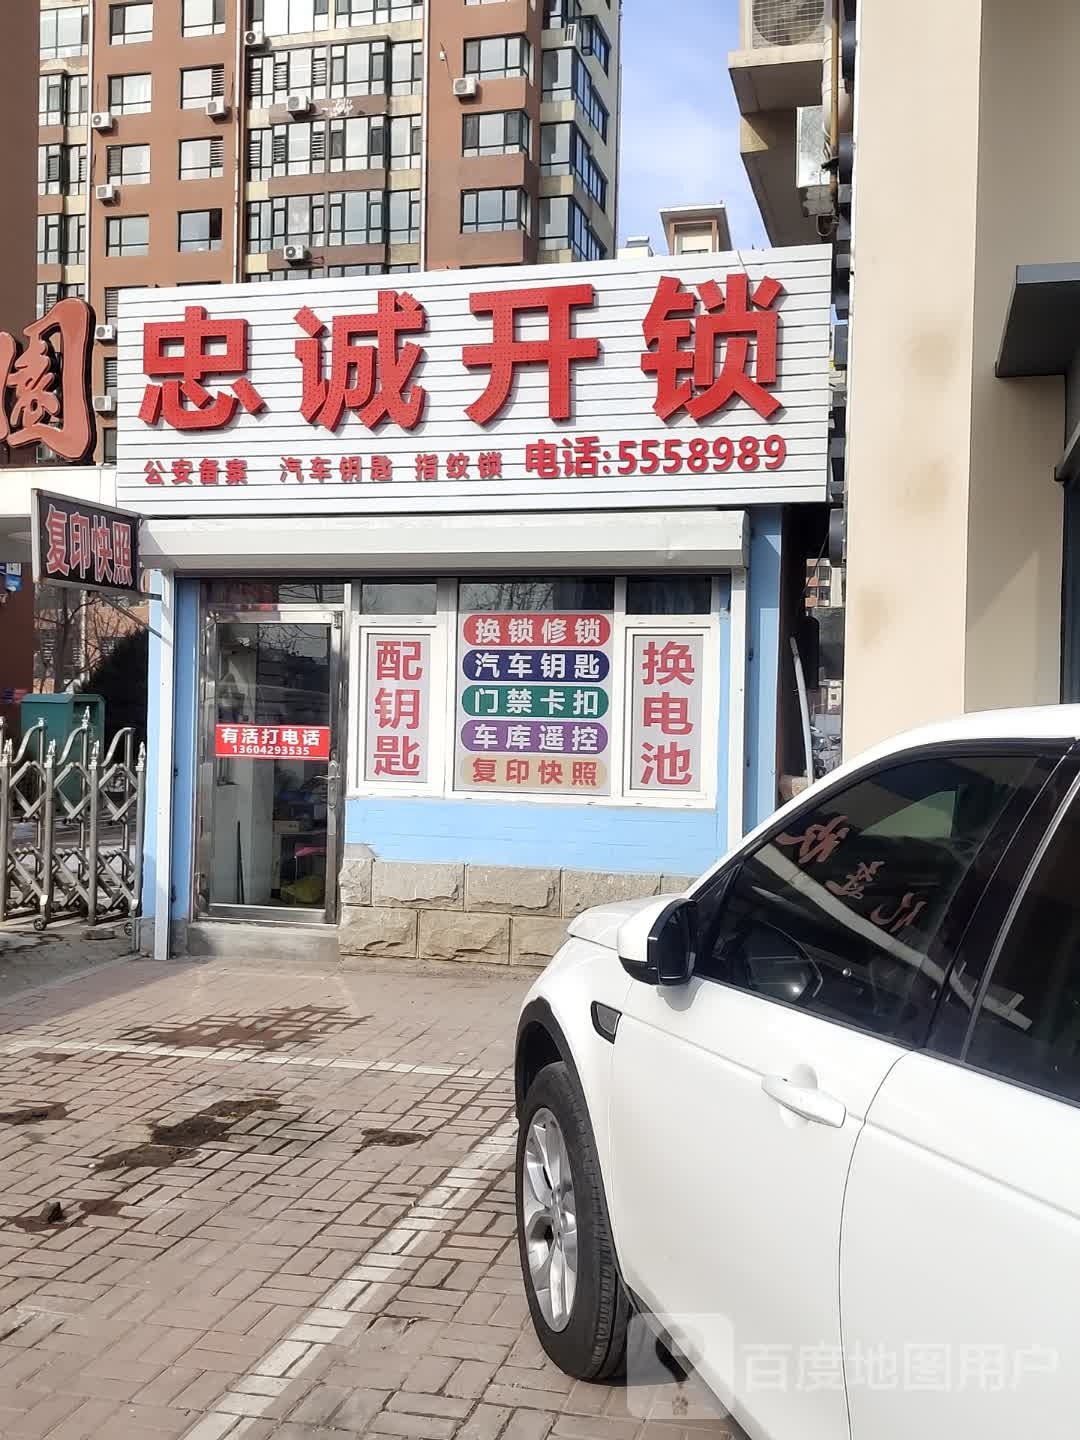 園
忠诚开锁
公安备案 汽车钥匙 指纹锁 电话:5558989
复印快照
换锁修锁
汽车钥匙
门禁卡扣
车库遥控
复印快照
配钥匙
换电池
有活打电话
13604293535
百度地图用户